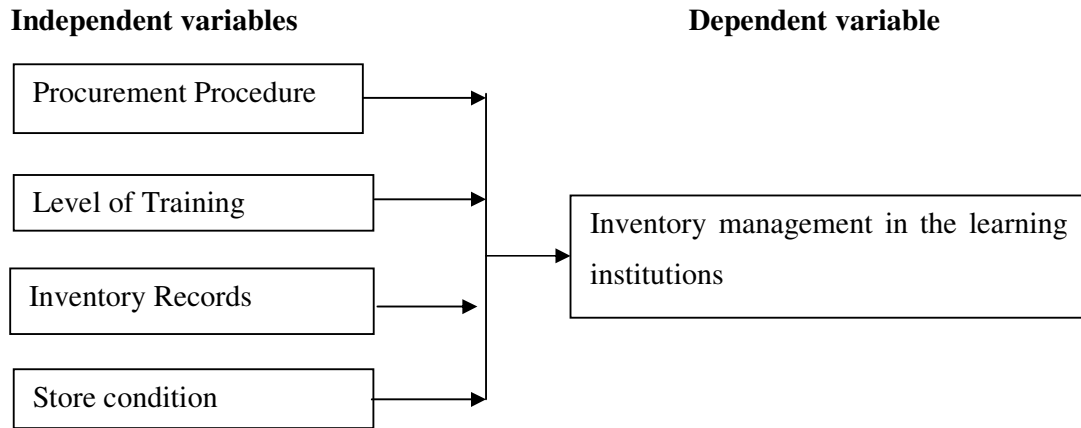 Independent variables
Dependent variable
Procurement Procedure
Level of Training
Inventory Records
Store condition
Inventory management in the learning
institutions